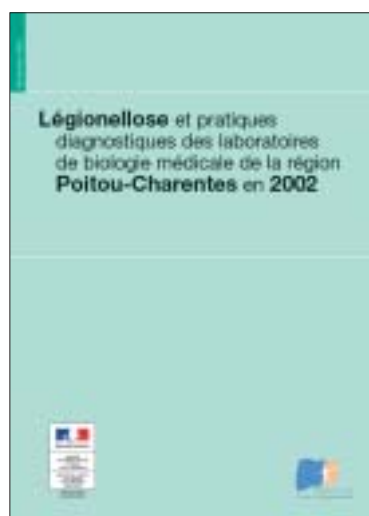 Légionellose et pratiques
diagnostiques des laboratoires
de biologie médicale de la région
Poitou-Charentes en 2002